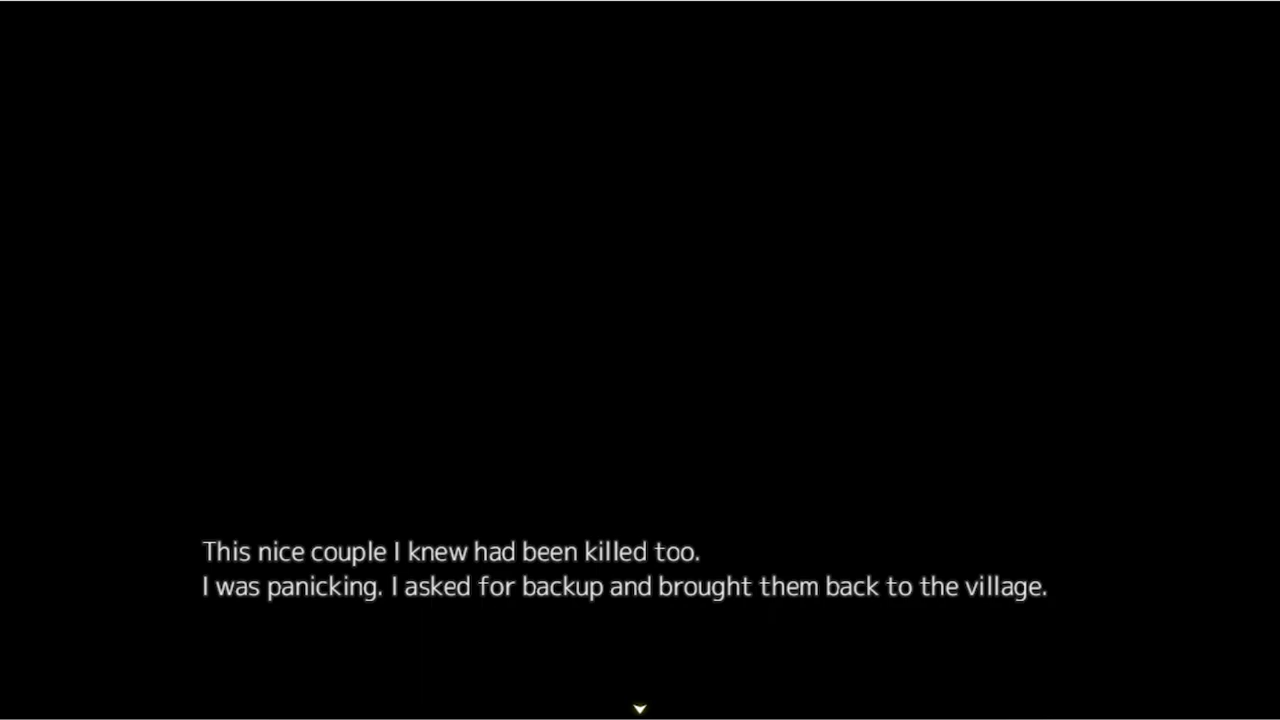 This nice couple I knew had been killed too.
I was panicking. I asked for backup and brought them back to the village.